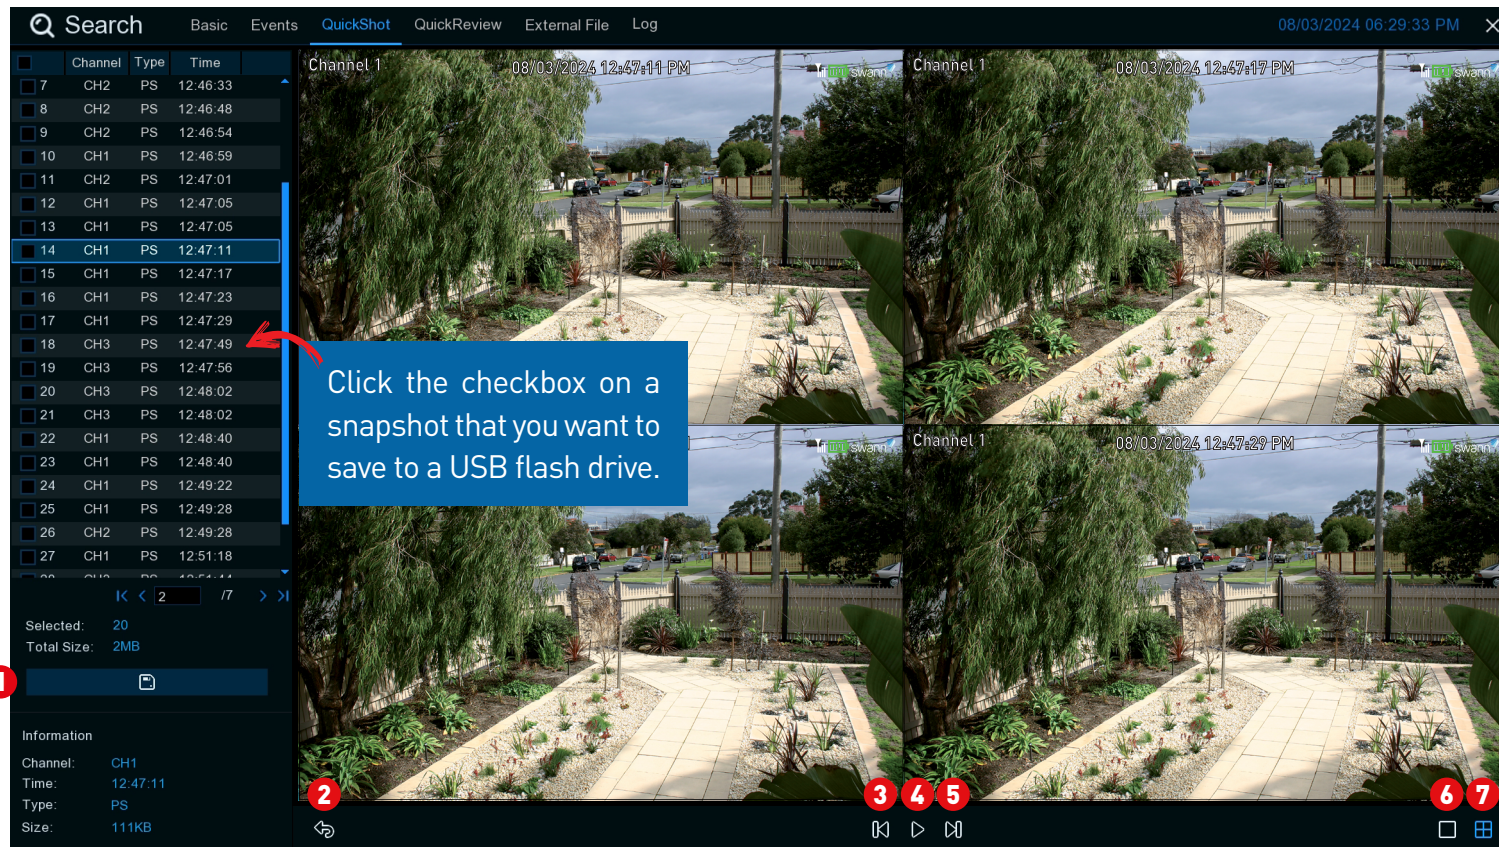 Search Basic Events QuickShot QuickReview External File Log 08/03/2024 06:29:33 PM
Channel Type Time
7 CH2 PS 12:46:33
8 CH2 PS 12:46:48
9 CH2 PS 12:46:54
10 CH1 PS 12:46:59
11 CH2 PS 12:47:01
12 CH1 PS 12:47:05
13 CH1 PS 12:47:05
14 CH1 PS 12:47:11
15 CH1 PS 12:47:17
16 CH1 PS 12:47:23
17 CH1 PS 12:47:29
18 CH3 PS 12:47:49
19 CH3 PS 12:47:56
20 CH3 PS 12:48:02
21 CH3 PS 12:48:02
22 CH1 PS 12:48:40
23 CH1 PS 12:48:40
24 CH1 PS 12:49:22
25 CH1 PS 12:49:28
26 CH2 PS 12:49:28
27 CH1 PS 12:51:18
2 /7
Selected: 20
Total Size: 2MB
1
Information
Channel: CH1
Time: 12:47:11
Type: PS
Size: 111KB
Channel 1 08/03/2024 12:47:11 PM swann
Channel 1 08/03/2024 12:47:17 PM swann
Click the checkbox on a
snapshot that you want to
save to a USB flash drive.
M swann
Channel 1 08/03/2024 12:47:29 PM swann
2 3 4 5 6 7